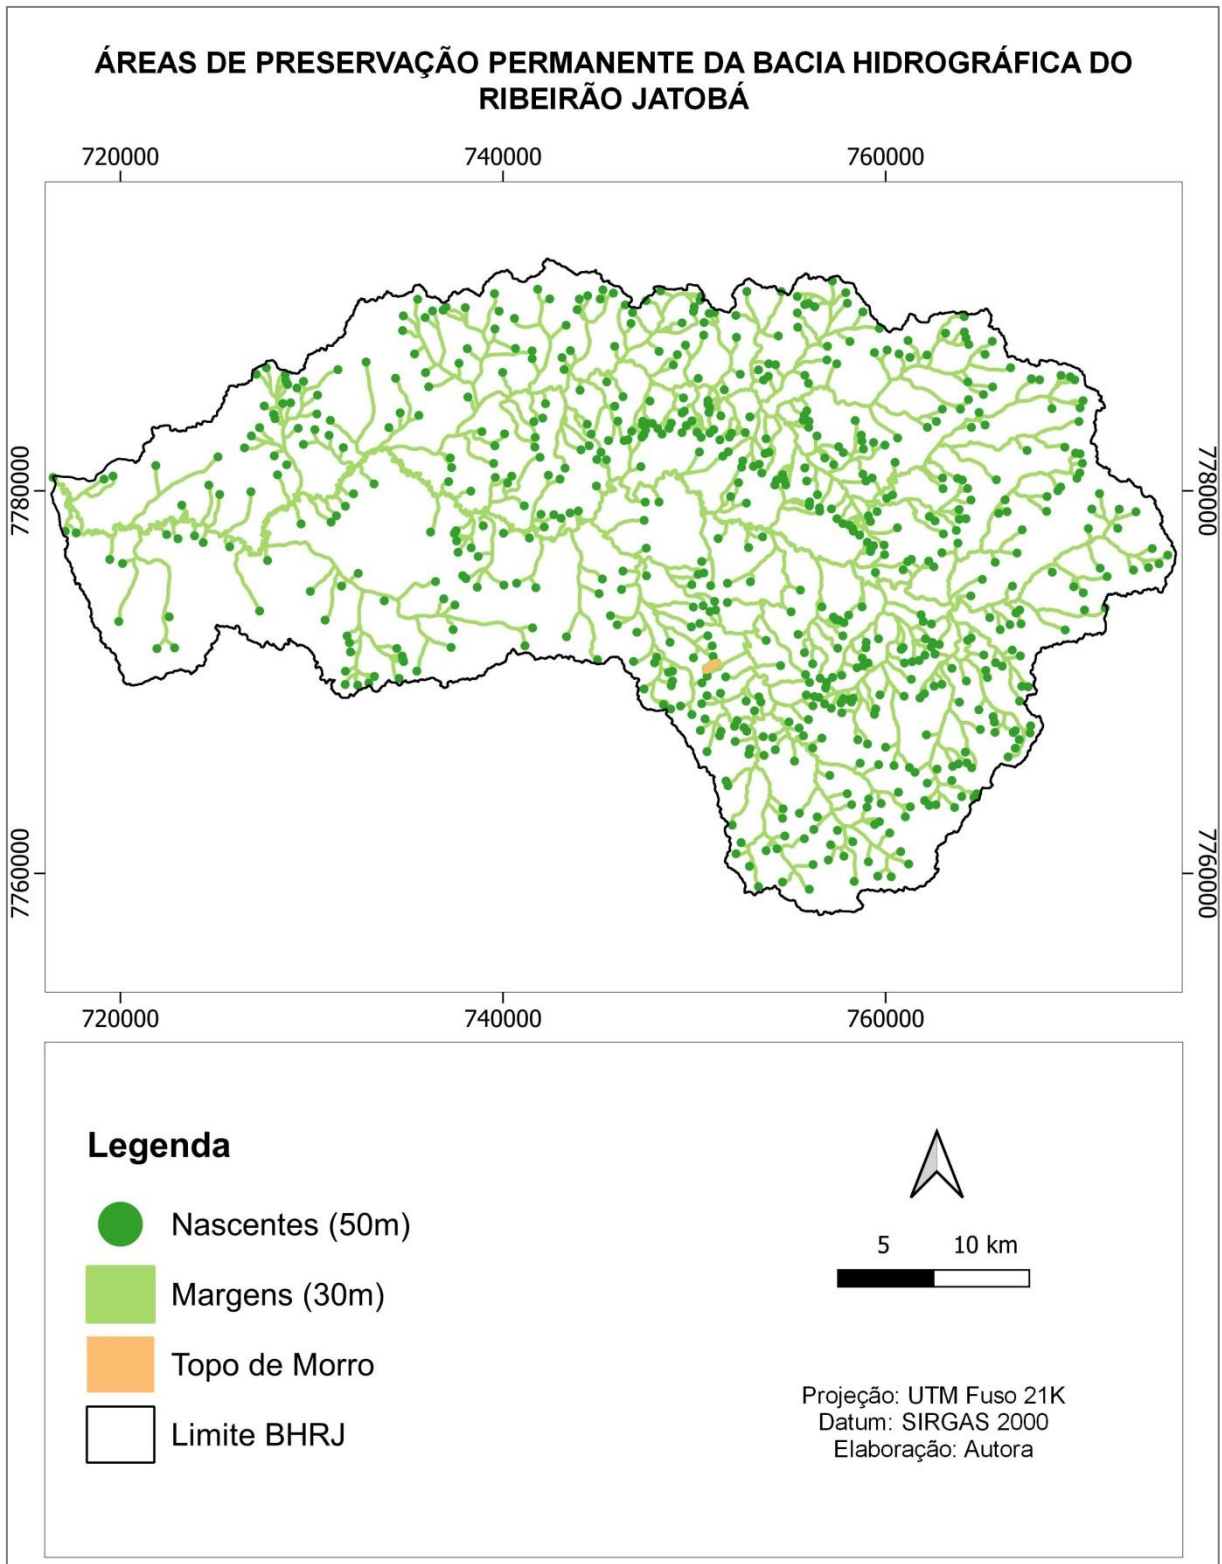 ÁREAS DE PRESERVAÇÃO PERMANENTE DA BACIA HIDROGRÁFICA DO
RIBEIRÃO JATOBÁ
720000
740000
760000
7780000
7780000
7760000
7760000
720000
740000
760000
Legenda
Nascentes (50m)
Margens (30m)
Topo de Morro
Limite BHRJ
5
10 km
Projeção: UTM Fuso 21K
Datum: SIRGAS 2000
Elaboração: Autora